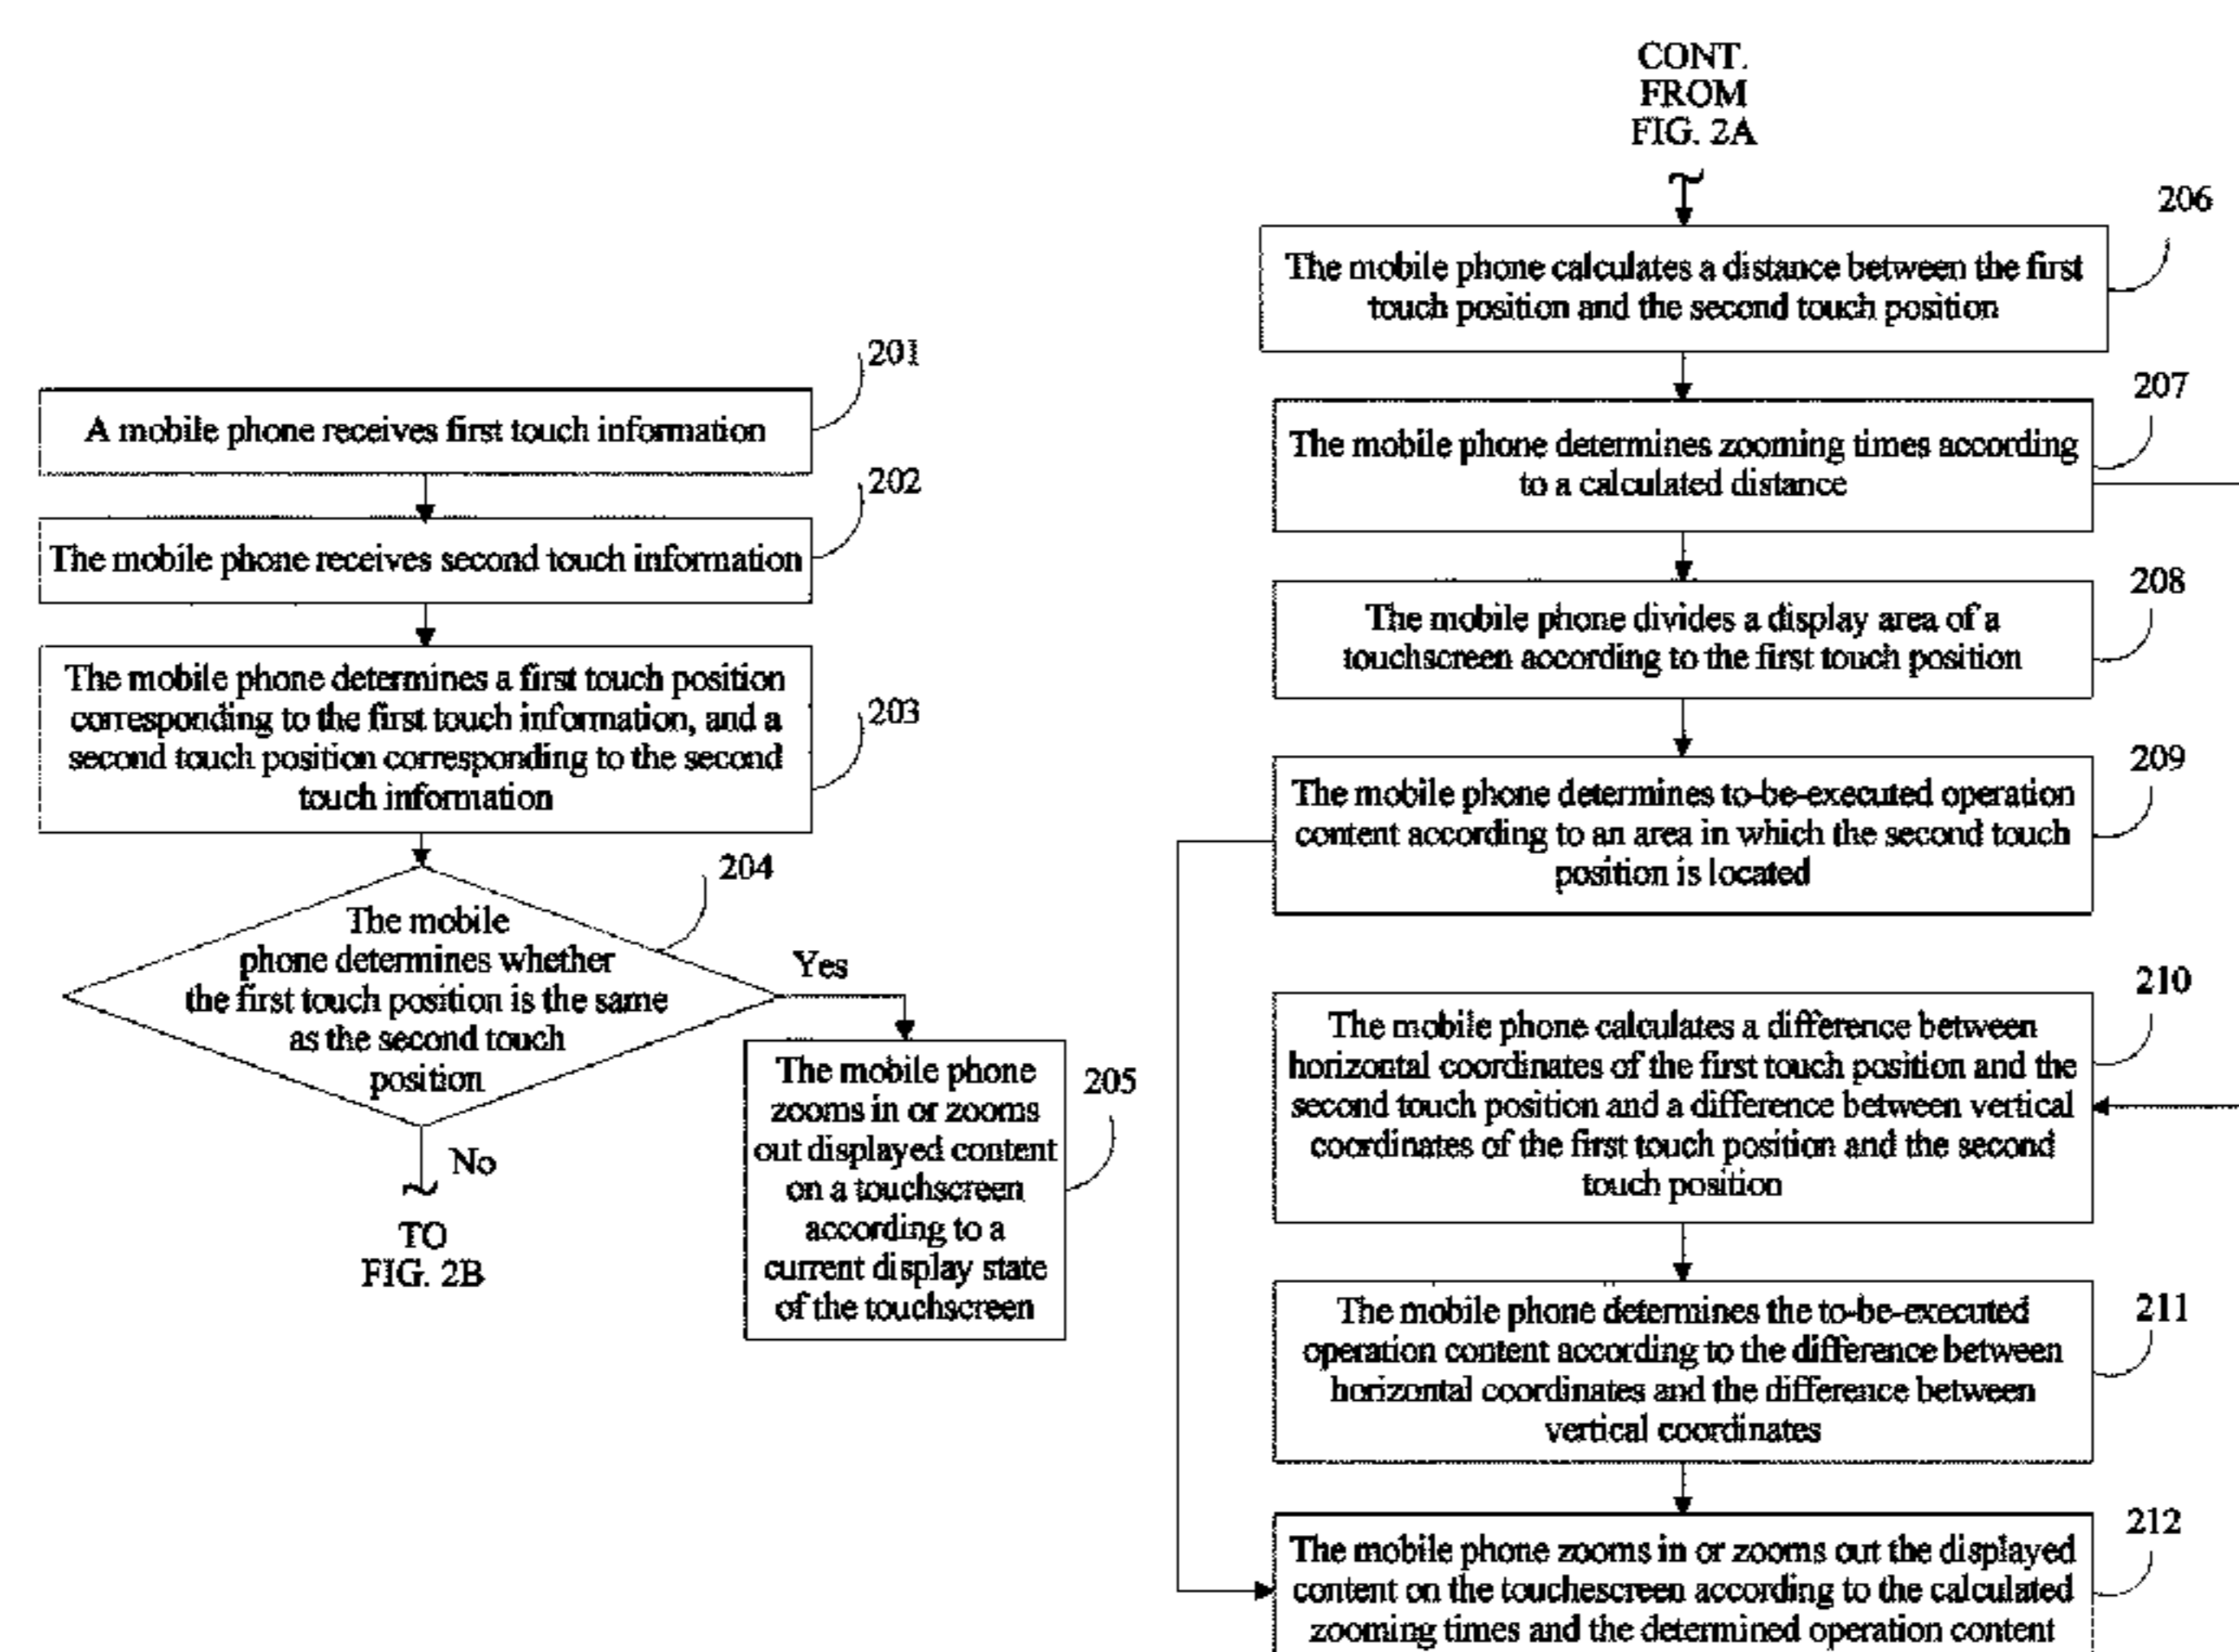 201
A mobile phone receives first touch information
202
The mobile phone receives second touch information
203
The mobile phone determines a first touch position
corresponding to the first touch information, and a
second touch position corresponding to the second
touch information
204
The mobile
phone determines whether
the first touch position is the same
as the second touch
position
Yes
No
TO
FIG. 2B
205
The mobile phone
zooms in or zooms
out displayed content
on a touchscreen
according to a
current display state
of the touchscreen
CONT.
FROM
FIG. 2A
206
The mobile phone calculates a distance between the first
touch position and the second touch position
207
The mobile phone determines zooming times according
to a calculated distance
208
The mobile phone divides a display area of a
touchscreen according to the first touch position
209
The mobile phone determines to-be-executed operation
content according to an area in which the second touch
position is located
210
The mobile phone calculates a difference between
horizontal coordinates of the first touch position and the
second touch position and a difference between vertical
coordinates of the first touch position and the second
touch position
211
The mobile phone determines the to-be-executed
operation content according to the difference between
horizontal coordinates and the difference between
vertical coordinates
212
The mobile phone zooms in or zooms out the displayed
content on the touchescreen according to the calculated
zooming times and the determined operation content